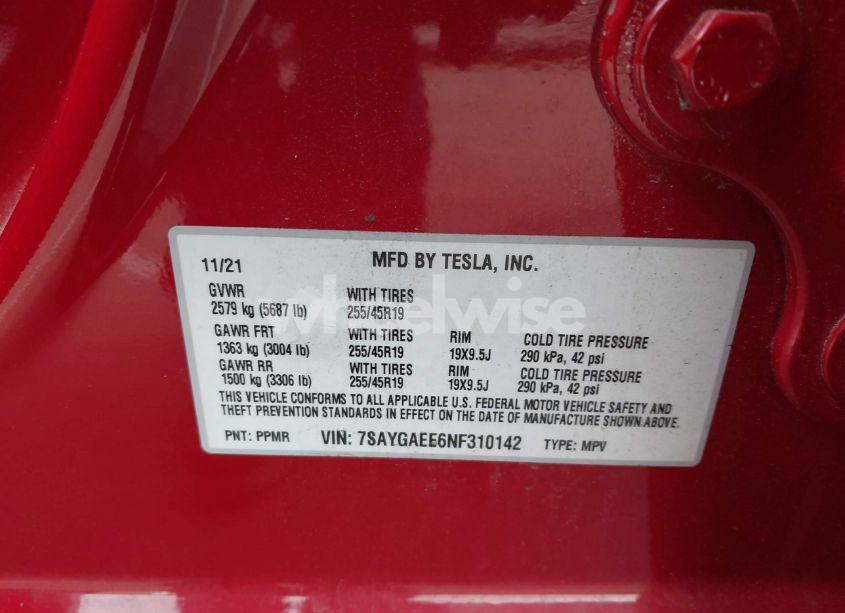 11/21 MFD BY TESLA, INC.
GVWR WITH TIRES
2579 kg (5687 lb) 255/45R19
GAWR FRT WITH TIRES RIM COLD TIRE PRESSURE
1363 kg (3004 lb) 255/45R19 19X9.5J 290 kPa, 42 psi
GAWR RR WITH TIRES RIM COLD TIRE PRESSURE
1500 kg (3306 lb) 255/45R19 19X9.5J 290 kPa, 42 psi
THIS VEHICLE CONFORMS TO ALL APPLICABLE U.S. FEDERAL MOTOR VEHICLE SAFETY AND
THEFT PREVENTION STANDARDS IN EFFECT ON THE DATE OF MANUFACTURE SHOWN ABOVE.
PNT: PPMR VIN: 7SAYGAEE6NF310142 TYPE: MPV
wheelwise